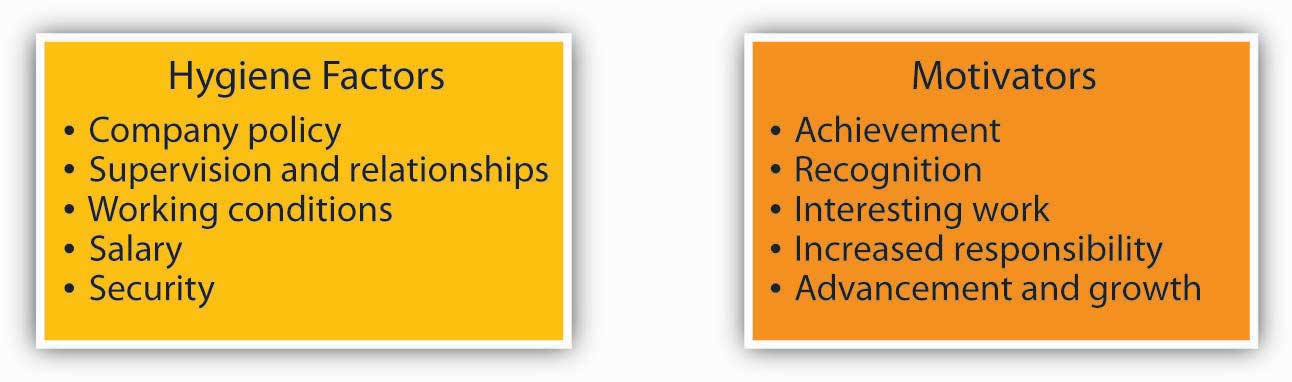 Hygiene Factors
• Company policy
• Supervision and relationships
• Working conditions
• Salary
• Security
Motivators
• Achievement
• Recognition
• Interesting work
• Increased responsibility
• Advancement and growth